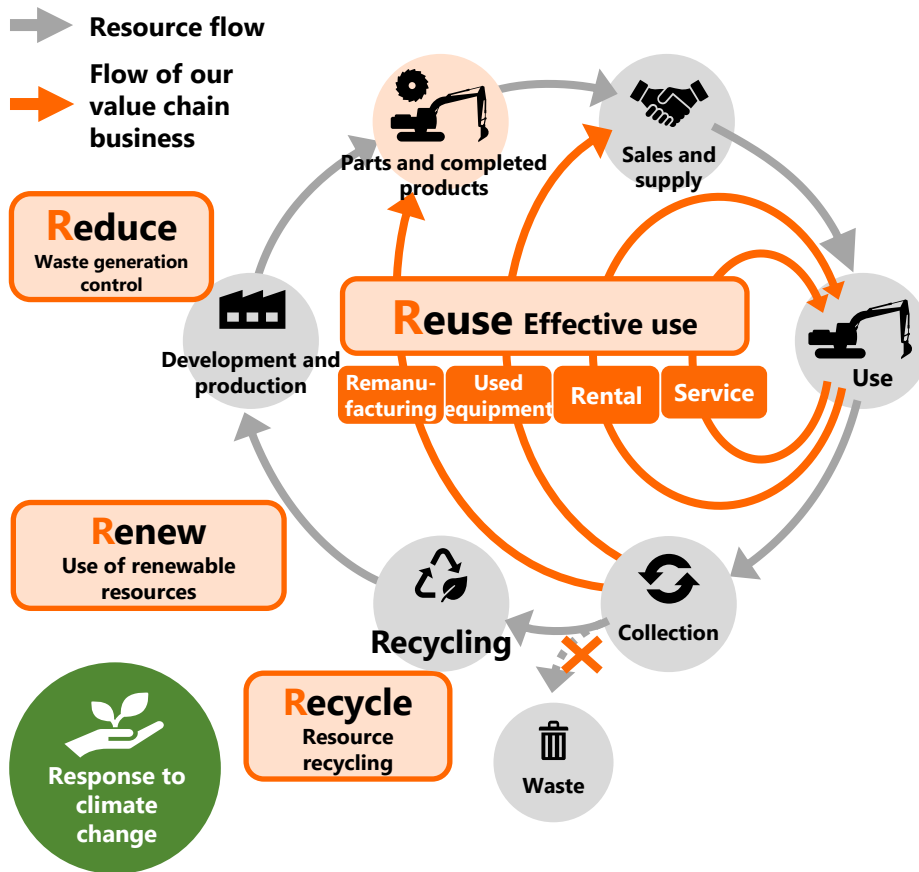 Resource flow
Flow of our
value chain
business
Parts and completed
products
Sales and
supply
Reduce
Waste generation
control
Development and
production
Reuse Effective use
Remanu-
facturing
Used
equipment
Rental
Service
Use
Renew
Use of renewable
resources
Recycling
Collection
Recycle
Resource
recycling
Waste
Response to
climate
change